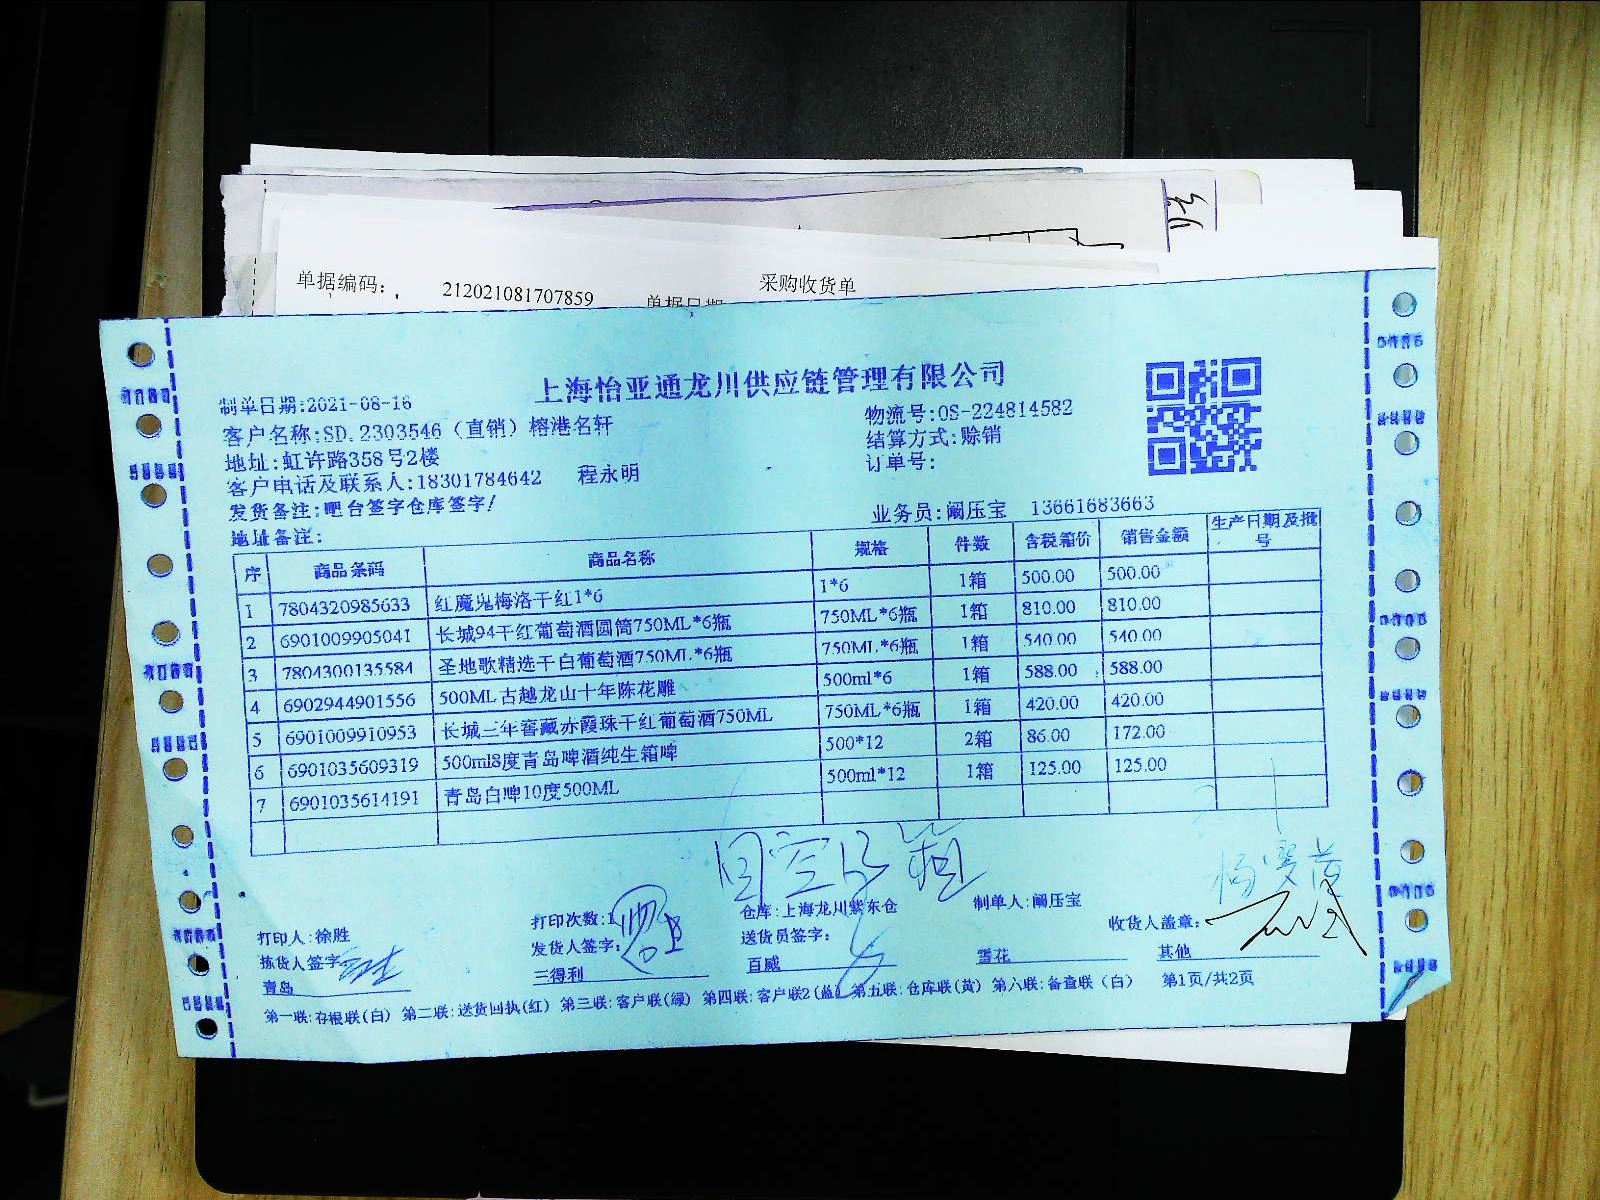 单据编码： 212021081707859 单据日期
采购收货单
上海怡亚通龙川供应链管理有限公司
制单日期:2021-08-16
客户名称:SD.2303546（直销）榕港名轩
地址:虹许路358号2楼
客户电话及联系人:18301784642 程永明
发货备注:吧台签字仓库签字!
地址备注:
物流号:OS-224814582
结算方式:赊销
订单号:
业务员:阚压宝 13661683663
序 商品条码 商品名称 规格 件数 含税箱价 销售金额 生产日期及批号
1 7804320985633 红魔鬼梅洛干红1*6 1*6 1箱 500.00 500.00
2 6901009905041 长城94干红葡萄酒圆筒750ML*6瓶 750ML*6瓶 1箱 810.00 810.00
3 7804300135584 圣地歌精选干白葡萄酒750ML*6瓶 750ML*6瓶 1箱 540.00 540.00
4 6902944901556 500ML古越龙山十年陈花雕 500ml*6 1箱 588.00 588.00
5 6901009910953 长城三年窖藏赤霞珠干红葡萄酒750ML 750ML*6瓶 1箱 420.00 420.00
6 6901035609319 500ml8度青岛啤酒纯生箱啤 500*12 2箱 86.00 172.00
7 6901035614191 青岛白啤10度500ML 500ml*12 1箱 125.00 125.00
打印人:徐胜 打印次数:1 仓库:上海龙川紫东仓 制单人:阚压宝
拣货人签字: 发货人签字: 送货员签字: 收货人盖章:
青岛 三得利 百威 雪花 其他
第一联:存根联(白) 第二联:送货回执(红) 第三联:客户联(绿) 第四联:客户联2(蓝) 第五联:仓库联(黄) 第六联:备查联（白） 第1页/共2页